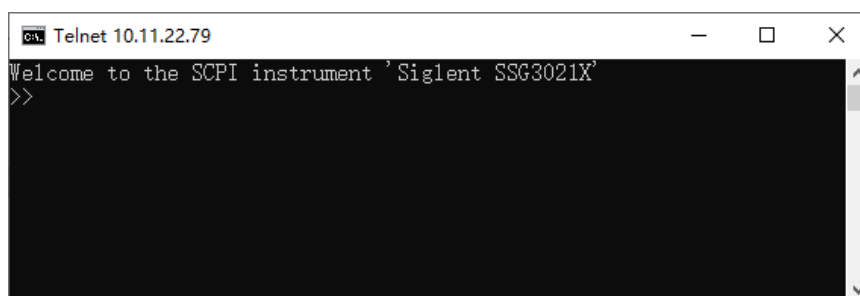 Telnet 10.11.22.79
Welcome to the SCPI instrument 'Siglent SSG3021X'
>>